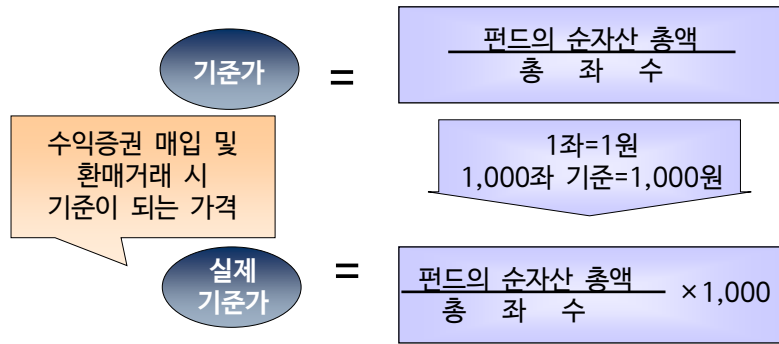 기준가
=
펀드의 순자산 총액
총 좌 수
수익증권 매입 및
환매거래 시
기준이 되는 가격
1좌=1원
1,000좌 기준=1,000원
실제
기준가
=
펀드의 순자산 총액
총 좌 수
×1,000